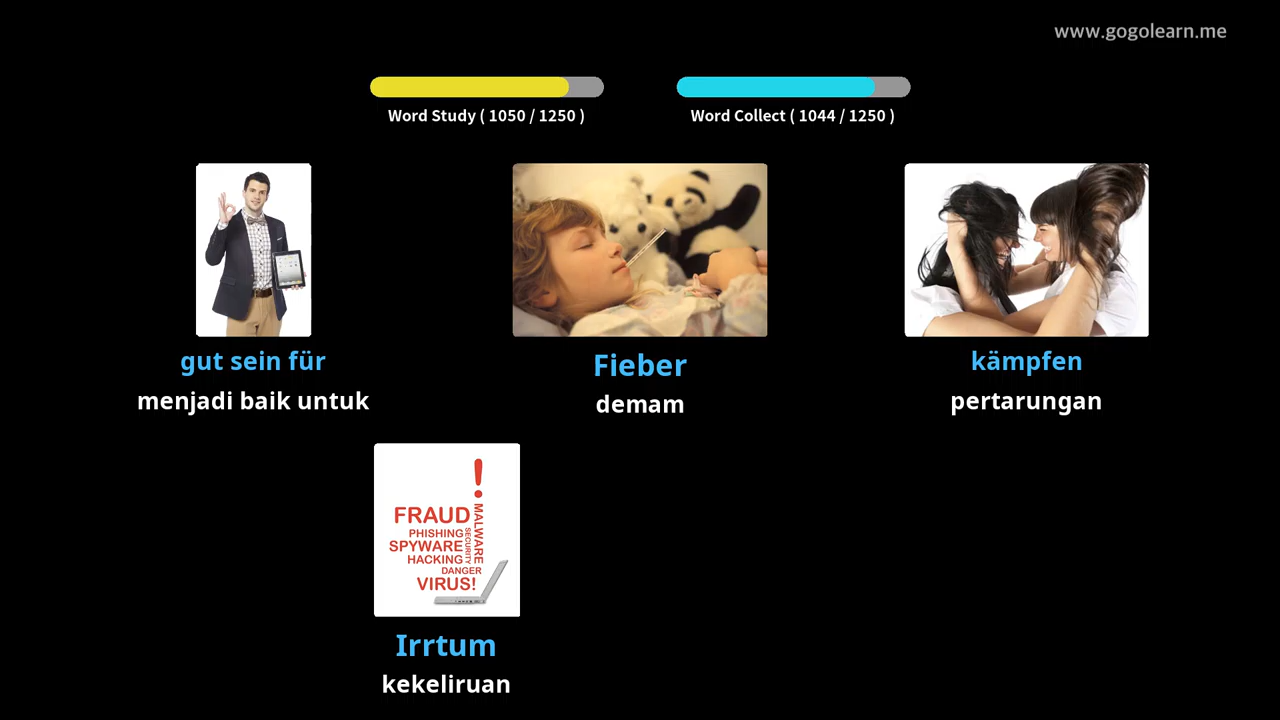 www.gogolearn.me
Word Study ( 1050 / 1250 )
Word Collect ( 1044 / 1250 )
gut sein für
menjadi baik untuk
Fieber
demam
kämpfen
pertarungan
!
FRAUD
PHISHING
SPYWARE
HACKING
DANGER
VIRUS!
SECURITY
MALWARE
Irrtum
kekeliruan